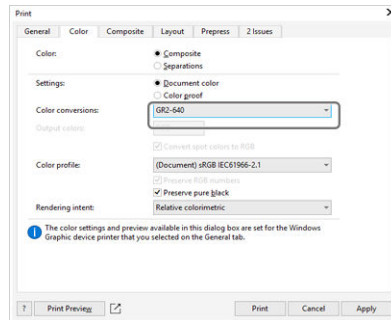 Print
General Color Composite Layout Prepress 2 Issues
Color: Composite
Separations
Settings: Document color
Color proof
Color conversions: GR2-640
Output colors:
Convert spot colors to RGB
Color profile: (Document) sRGB IEC61966-2.1
Preserve RGB numbers
Preserve pure black
Rendering intent: Relative colorimetric
The color settings and preview available in this dialog box are set for the Windows
Graphic device printer that you selected on the General tab.
? Print Preview Print Cancel Apply